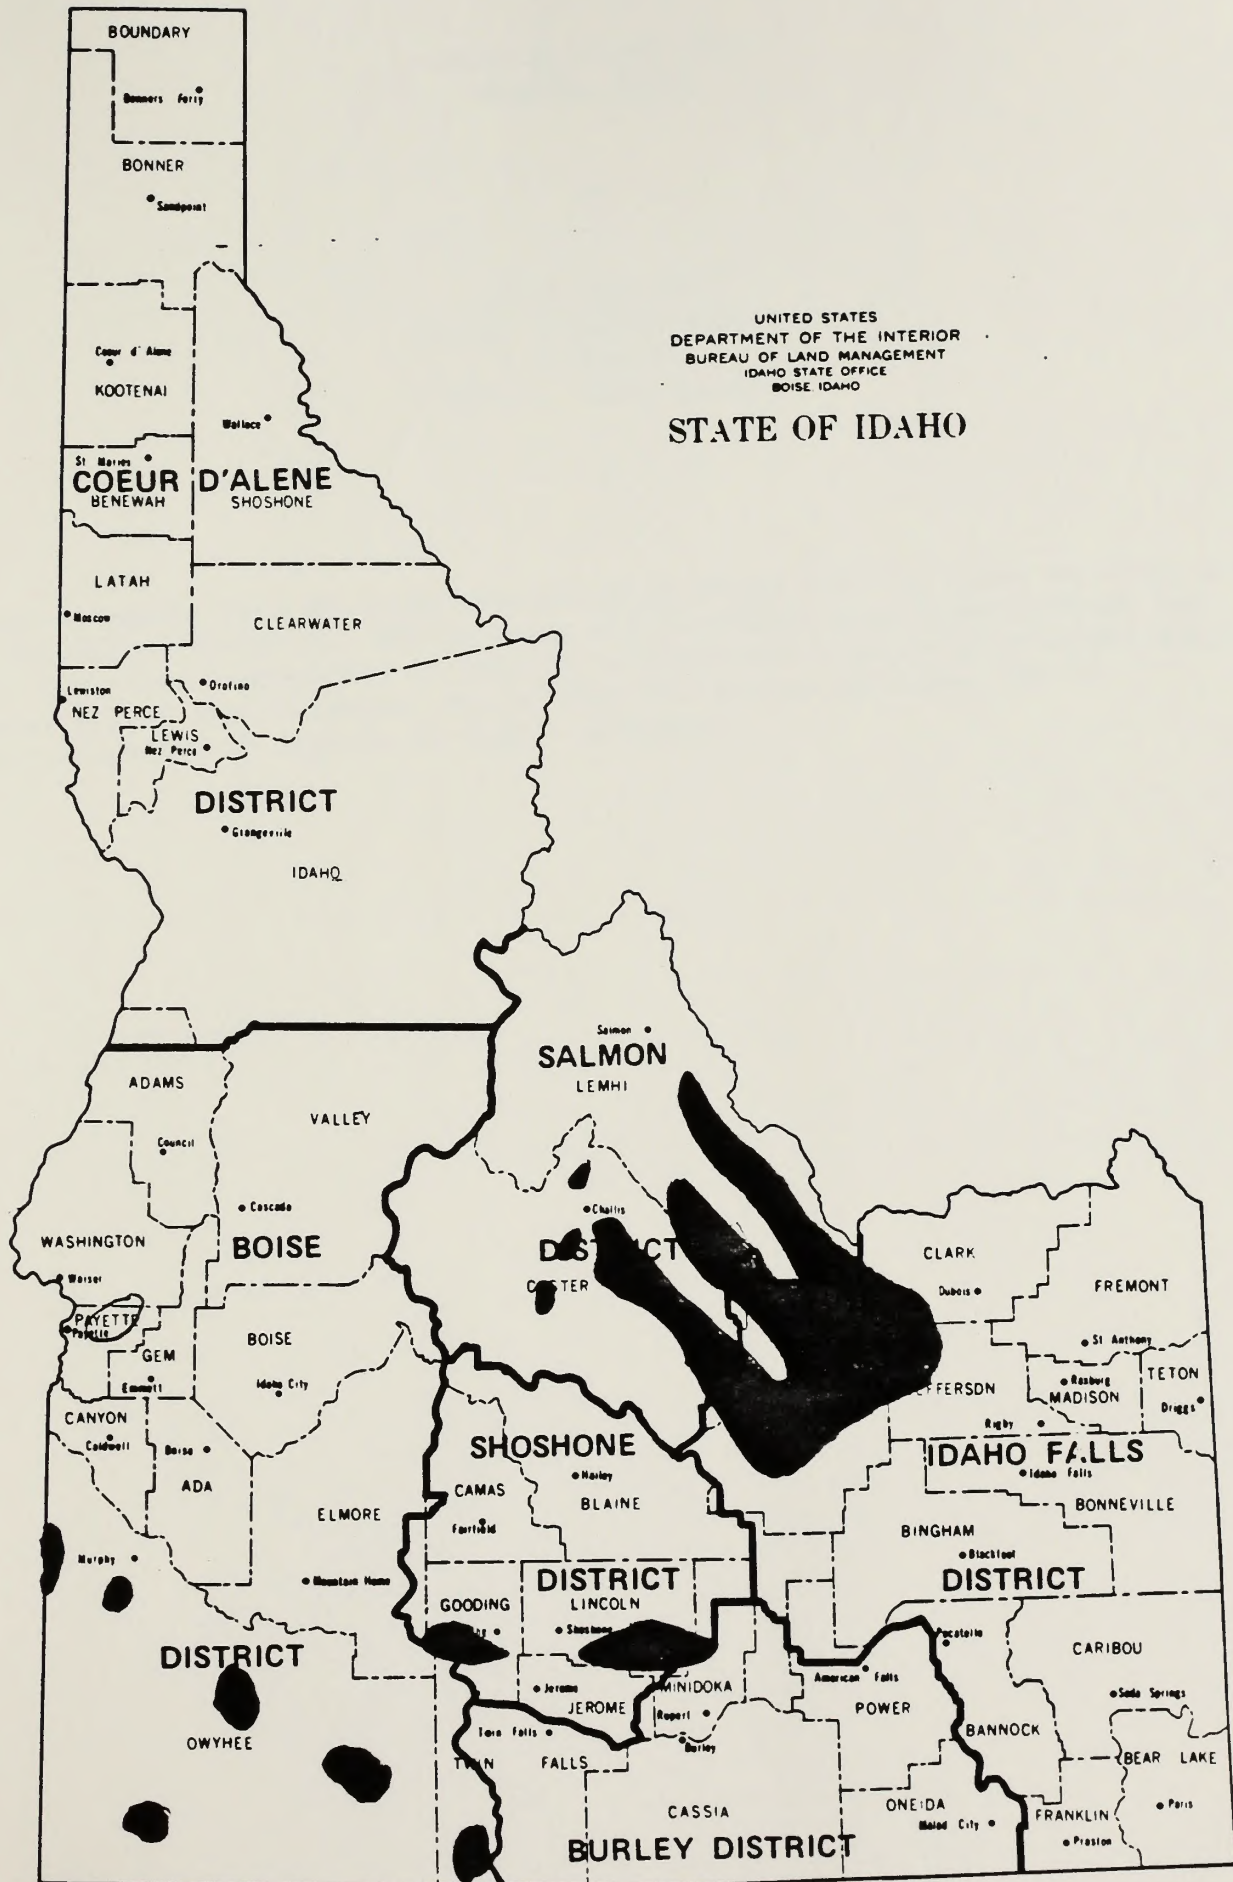 BOUNDARY
Bonners Ferry
BONNER
Sandpoint
UNITED STATES
DEPARTMENT OF THE INTERIOR
BUREAU OF LAND MANAGEMENT
IDAHO STATE OFFICE
BOISE, IDAHO
STATE OF IDAHO
Coeur d' Alene
KOOTENAI
Wallace
St Maries
COEUR D'ALENE
BENEWAH
SHOSHONE
LATAH
Moscow
CLEARWATER
Orofino
Lewiston
NEZ PERCE
LEWIS
Nez Perce
DISTRICT
Grangeville
IDAHO
Salmon
SALMON
LEMHI
ADAMS
VALLEY
Council
Cascade
Challis
WASHINGTON
BOISE
DISTRICT
CUSTER
CLARK
Weiser
Dubois
FREMONT
PAYETTE
Payette
BOISE
GEM
St Anthony
Emmett
Idaho City
JEFFERSON
Rexburg
MADISON
TETON
Driggs
CANYON
Caldwell
Boise
ADA
Rigby
SHOSHONE
IDAHO FALLS
Hailey
Idaho Falls
CAMAS
BLAINE
BONNEVILLE
ELMORE
Fairfield
BINGHAM
Murphy
Blackfoot
Mountain Home
DISTRICT
DISTRICT
GOODING
LINCOLN
Shoshone
Pocatello
CARIBOU
DISTRICT
American Falls
Jerome
MINIDOKA
Soda Springs
JEROME
Rupert
POWER
OWYHEE
Twin Falls
Burley
BANNOCK
TWIN FALLS
BEAR LAKE
CASSIA
ONEIDA
Malad City
FRANKLIN
Paris
Preston
BURLEY DISTRICT